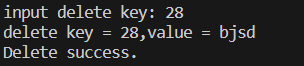 input delete key: 28
delete key = 28,value = bjsd
Delete success.